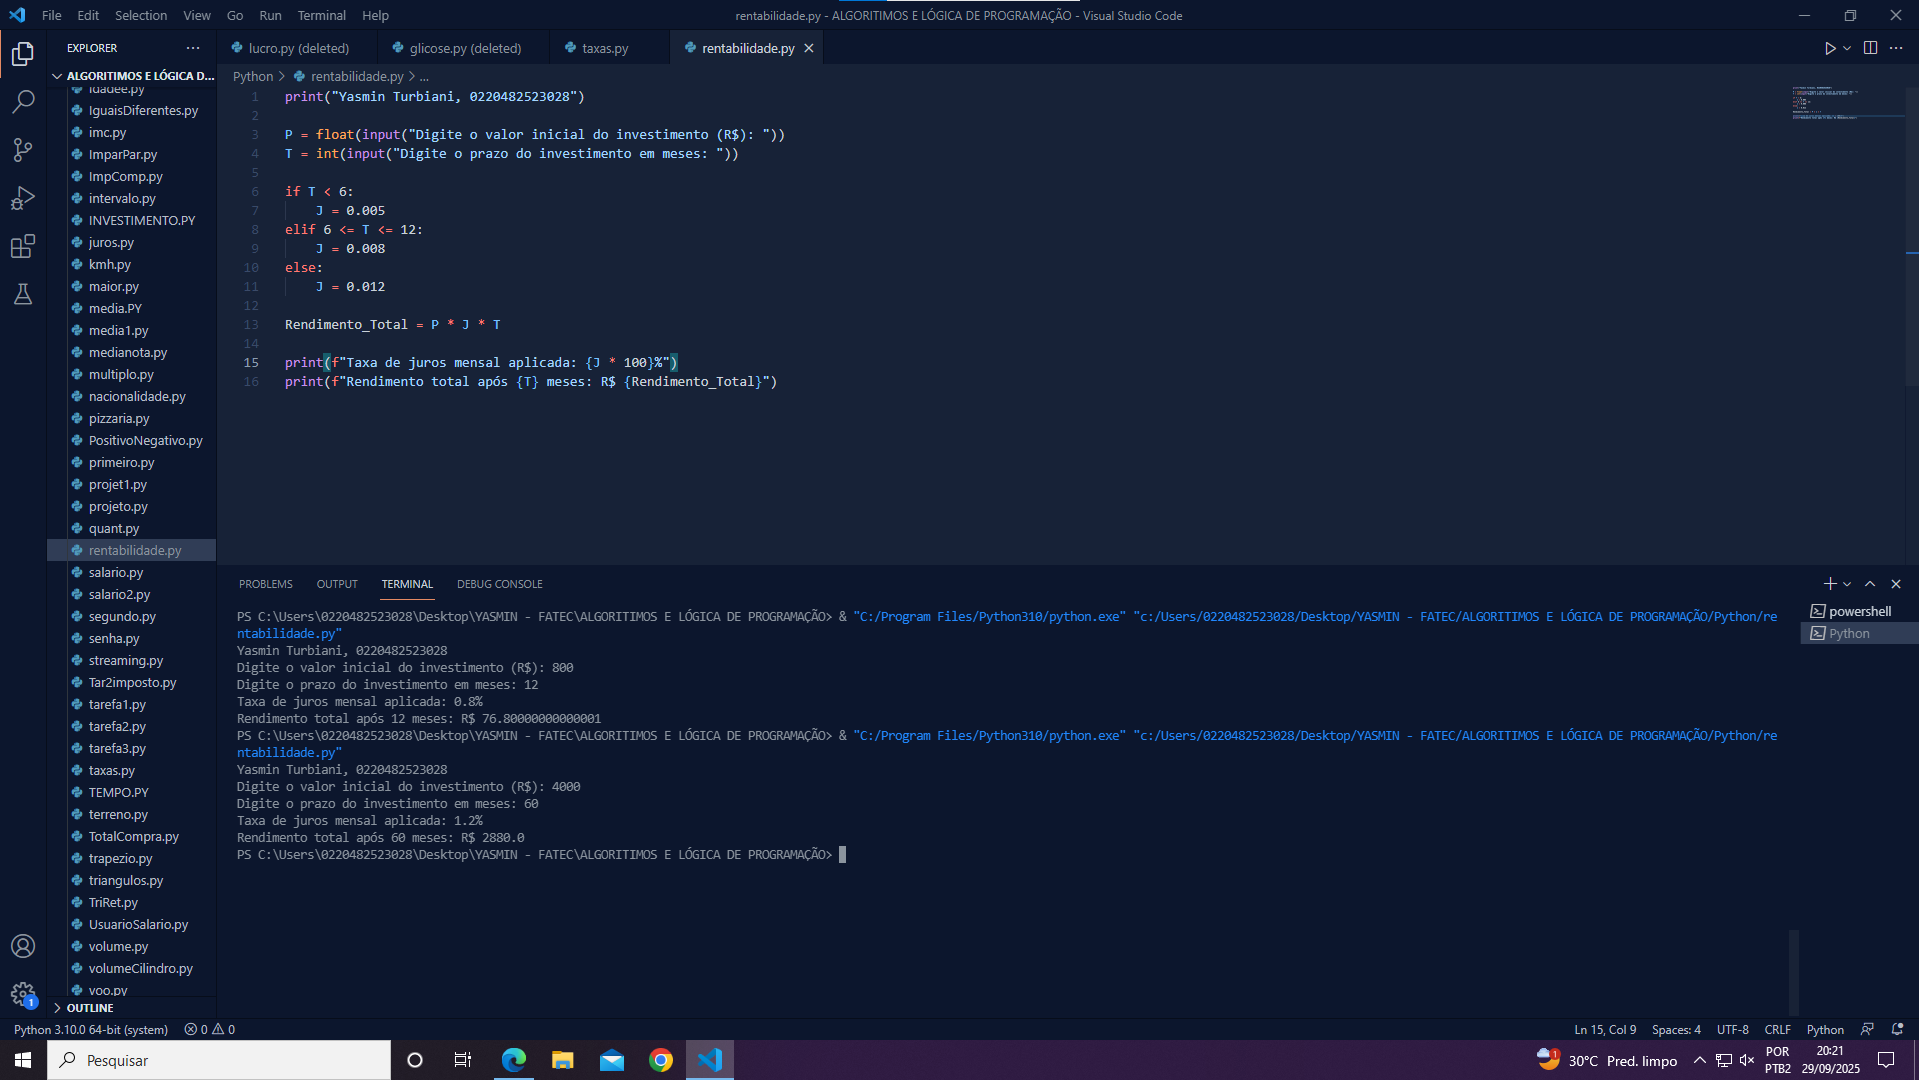 File Edit Selection View Go Run Terminal Help
rentabilidade.py - ALGORITIMOS E LÓGICA DE PROGRAMAÇÃO - Visual Studio Code
EXPLORER
lucro.py (deleted) glicose.py (deleted) taxas.py rentabilidade.py
ALGORITIMOS E LÓGICA D...
Python > rentabilidade.py > ...
idadee.py
IguaisDiferentes.py
imc.py
ImparPar.py
ImpComp.py
intervalo.py
INVESTIMENTO.PY
juros.py
kmh.py
maior.py
media.PY
media1.py
medianota.py
multiplo.py
nacionalidade.py
pizzaria.py
PositivoNegativo.py
primeiro.py
projet1.py
projeto.py
quant.py
rentabilidade.py
salario.py
salario2.py
segundo.py
senha.py
streaming.py
Tar2imposto.py
tarefa1.py
tarefa2.py
tarefa3.py
taxas.py
TEMPO.PY
terreno.py
TotalCompra.py
trapezio.py
triangulos.py
TriRet.py
UsuarioSalario.py
volume.py
volumeCilindro.py
voo.py
OUTLINE
1 print("Yasmin Turbiani, 0220482523028")
2
3 P = float(input("Digite o valor inicial do investimento (R$): "))
4 T = int(input("Digite o prazo do investimento em meses: "))
5
6 if T < 6:
7 J = 0.005
8 elif 6 <= T <= 12:
9 J = 0.008
10 else:
11 J = 0.012
12
13 Rendimento_Total = P * J * T
14
15 print(f"Taxa de juros mensal aplicada: {J * 100}%")
16 print(f"Rendimento total após {T} meses: R$ {Rendimento_Total}")
PROBLEMS OUTPUT TERMINAL DEBUG CONSOLE
powershell
Python
PS C:\Users\0220482523028\Desktop\YASMIN - FATEC\ALGORITIMOS E LÓGICA DE PROGRAMAÇÃO> & "C:/Program Files/Python310/python.exe" "c:/Users/0220482523028/Desktop/YASMIN - FATEC/ALGORITIMOS E LÓGICA DE PROGRAMAÇÃO/Python/re
ntabilidade.py"
Yasmin Turbiani, 0220482523028
Digite o valor inicial do investimento (R$): 800
Digite o prazo do investimento em meses: 12
Taxa de juros mensal aplicada: 0.8%
Rendimento total após 12 meses: R$ 76.80000000000001
PS C:\Users\0220482523028\Desktop\YASMIN - FATEC\ALGORITIMOS E LÓGICA DE PROGRAMAÇÃO> & "C:/Program Files/Python310/python.exe" "c:/Users/0220482523028/Desktop/YASMIN - FATEC/ALGORITIMOS E LÓGICA DE PROGRAMAÇÃO/Python/re
ntabilidade.py"
Yasmin Turbiani, 0220482523028
Digite o valor inicial do investimento (R$): 4000
Digite o prazo do investimento em meses: 60
Taxa de juros mensal aplicada: 1.2%
Rendimento total após 60 meses: R$ 2880.0
PS C:\Users\0220482523028\Desktop\YASMIN - FATEC\ALGORITIMOS E LÓGICA DE PROGRAMAÇÃO>
1
Python 3.10.0 64-bit (system) 0 0 Ln 15, Col 9 Spaces: 4 UTF-8 CRLF Python
Pesquisar
1 30°C Pred. limpo
POR
PTB2
20:21
29/09/2025